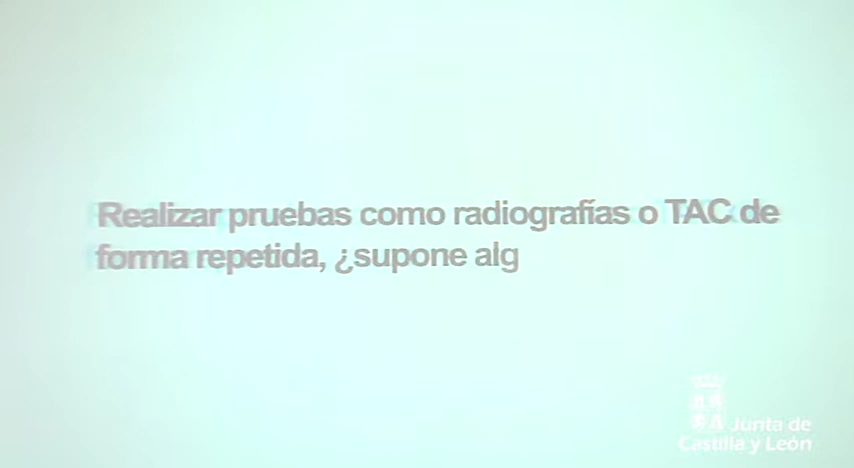 Realizar pruebas como radiografías o TAC de
forma repetida, ¿supone alg
Junta de
Castilla y León